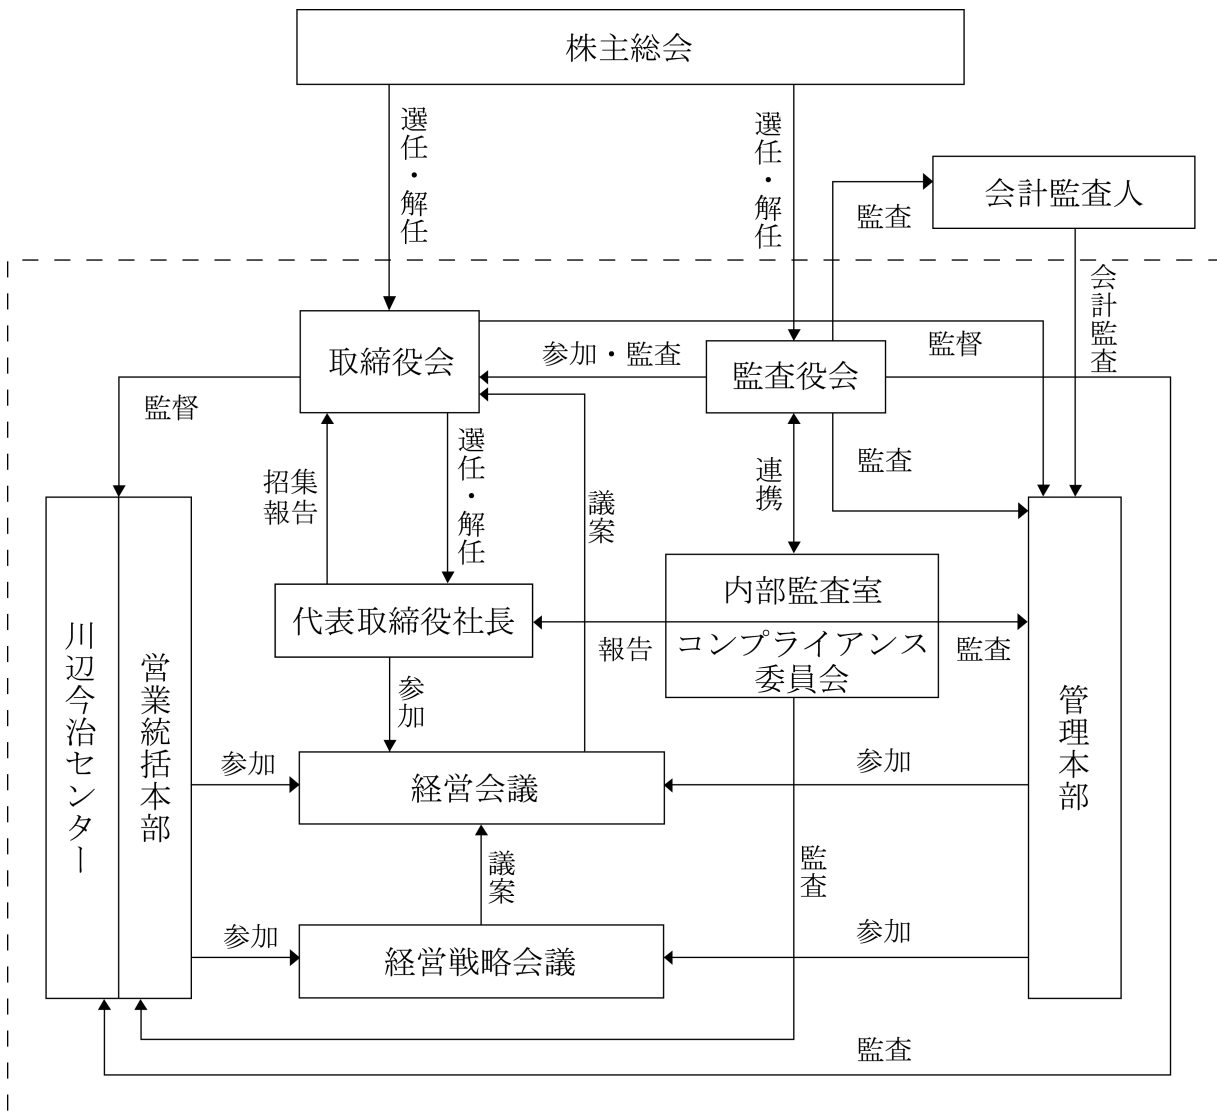 株主総会
選任・解任
選任・解任
会計監査人
監査
会計監査
取締役会
参加・監査
監査役会
監督
監督
選任・解任
招集
報告
議案
連携
監査
内部監査室
コンプライアンス
委員会
代表取締役社長
報告
監査
川辺今治センター
営業統括本部
参加
管理本部
参加
経営会議
参加
議案
監査
参加
経営戦略会議
参加
監査